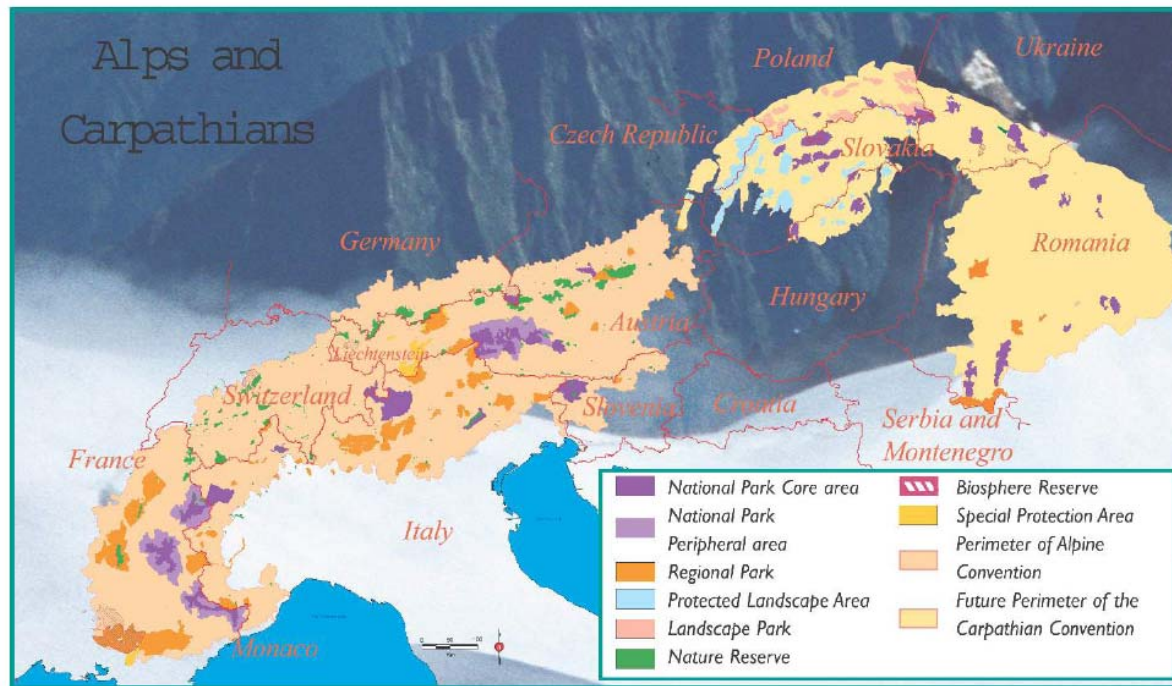 Alps and
Carpathians
Ukraine
Poland
Czech Republic
Slovakia
Germany
Romania
Hungary
Austria
Liechtenstein
Switzerland
Slovenia
Croatia
Serbia and
Montenegro
France
Italy
Monaco
National Park Core area
National Park
Peripheral area
Regional Park
Protected Landscape Area
Landscape Park
Nature Reserve
Biosphere Reserve
Special Protection Area
Perimeter of Alpine
Convention
Future Perimeter of the
Carpathian Convention